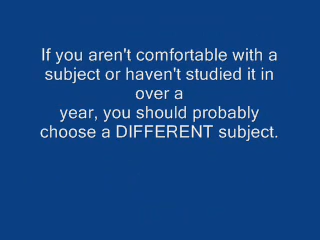 If you aren't comfortable with a
subject or haven't studied it in
over a
year, you should probably
choose a DIFFERENT subject.